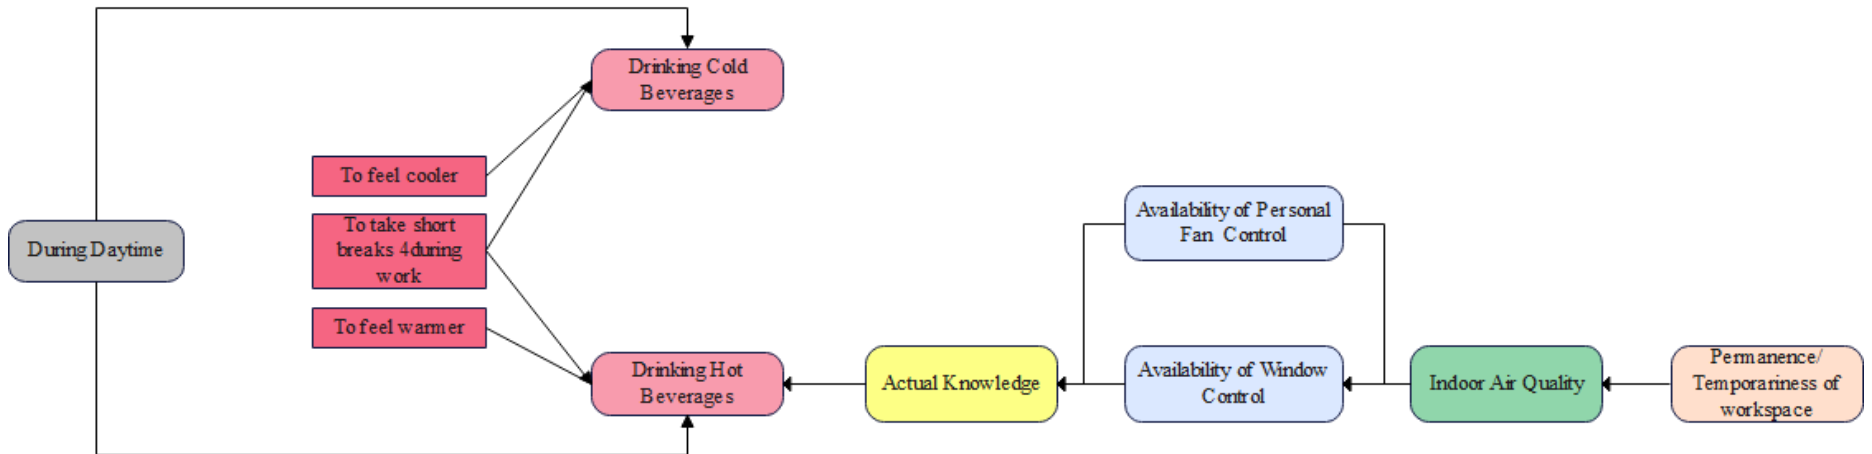 Drinking Cold
Beverages
To feel cooler
To take short
breaks 4during
work
To feel warmer
During Daytime
Drinking Hot
Beverages
Actual Knowledge
Availability of Personal
Fan Control
Availability of Window
Control
Indoor Air Quality
Permanence/
Temporariness of
workspace